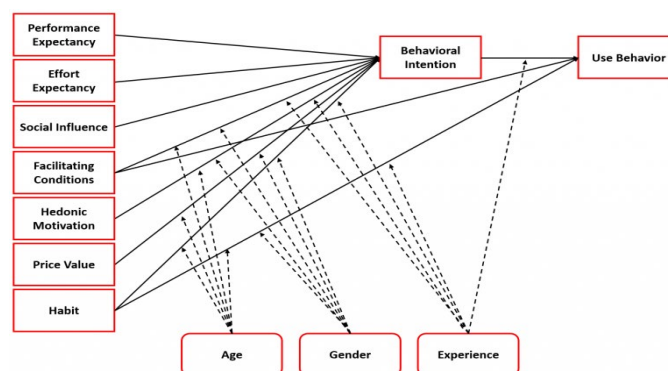 Performance
Expectancy
Effort
Expectancy
Social Influence
Facilitating
Conditions
Hedonic
Motivation
Price Value
Habit
Behavioral
Intention
Use Behavior
Age
Gender
Experience